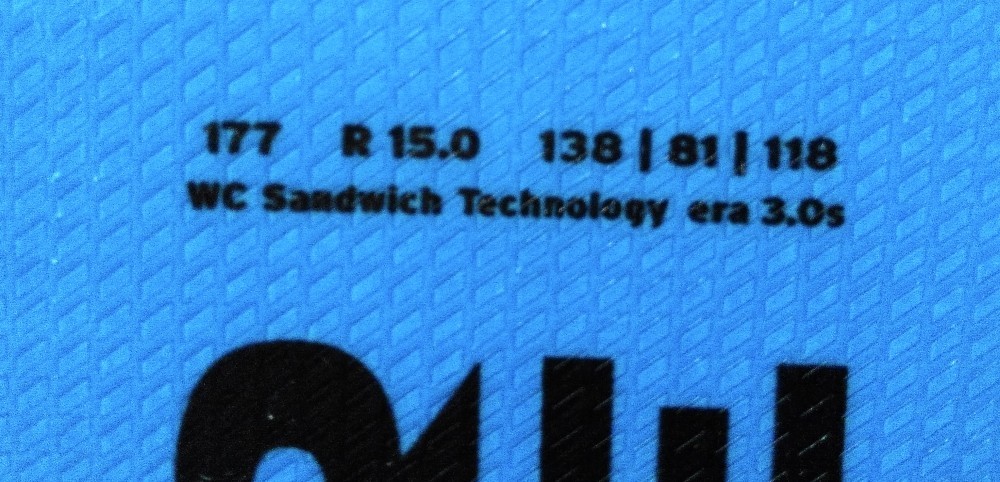 177 R 15.0 138 | 81 | 118
WC Sandwich Technology era 3.0s